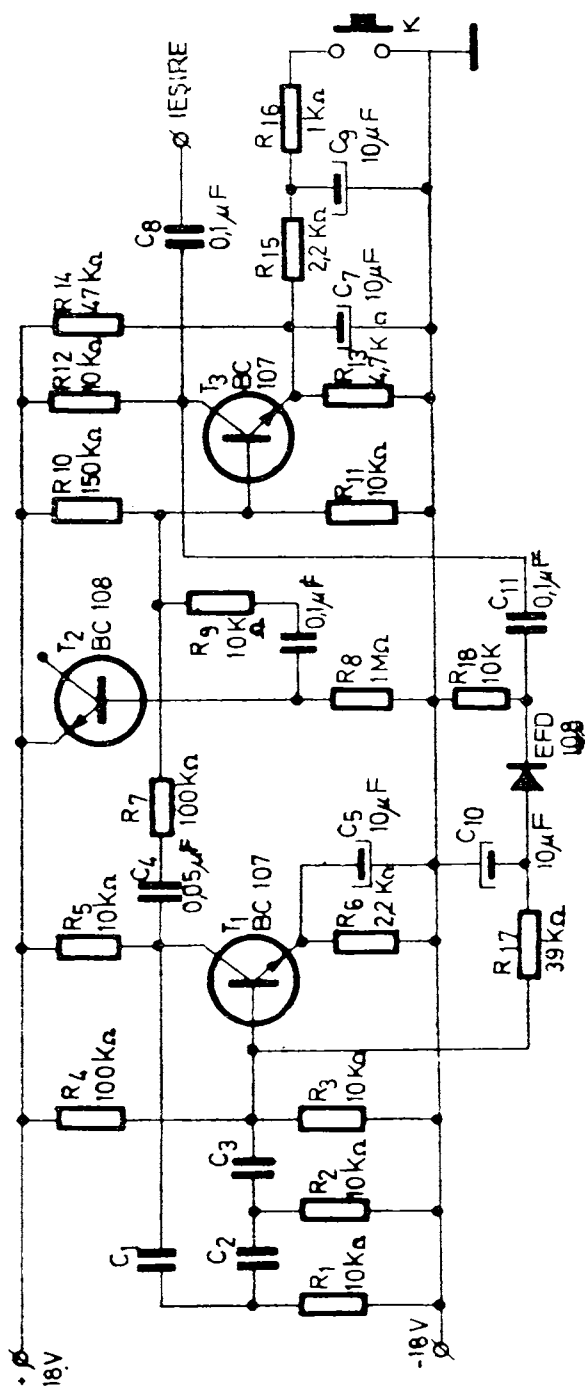 +
18V
-18V
C1
C2
C3
R1
10KΩ
R2
10KΩ
R3
10KΩ
R4
100KΩ
R5
10KΩ
T1
BC 107
C4
0,05µF
R7
100KΩ
R6
2,2 KΩ
C5
10µF
R17
39KΩ
C10
10µF
EFD
108
T2
BC 108
R9
10K
Ω
0,1µF
R8
1MΩ
R18
10K
C11
0,1µF
R10
150KΩ
R11
10KΩ
R12
10KΩ
R14
47KΩ
T3
BC
107
R13
4,7KΩ
C7
10µF
C8
0,1µF
IEȘIRE
R15
2,2 KΩ
C9
10µF
R16
1KΩ
K